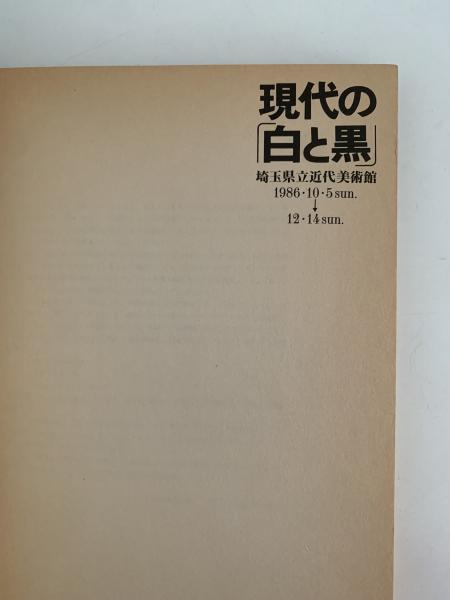 現代の
「白と黒」
埼玉県立近代美術館
1986・10・5 sun.
↓
12・14 sun.